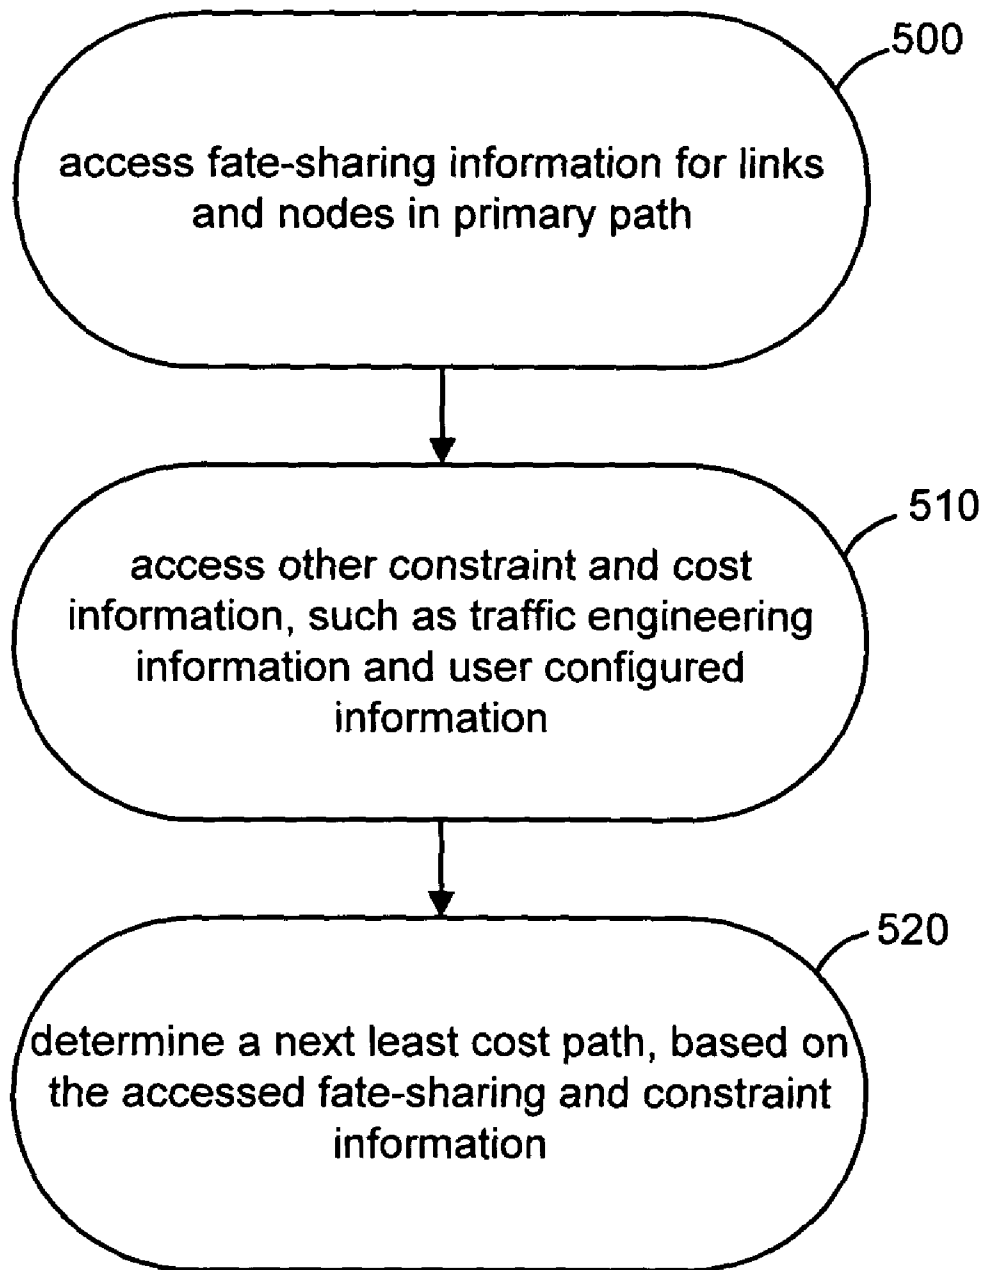 500
access fate-sharing information for links
and nodes in primary path
510
access other constraint and cost
information, such as traffic engineering
information and user configured
information
520
determine a next least cost path, based on
the accessed fate-sharing and constraint
information